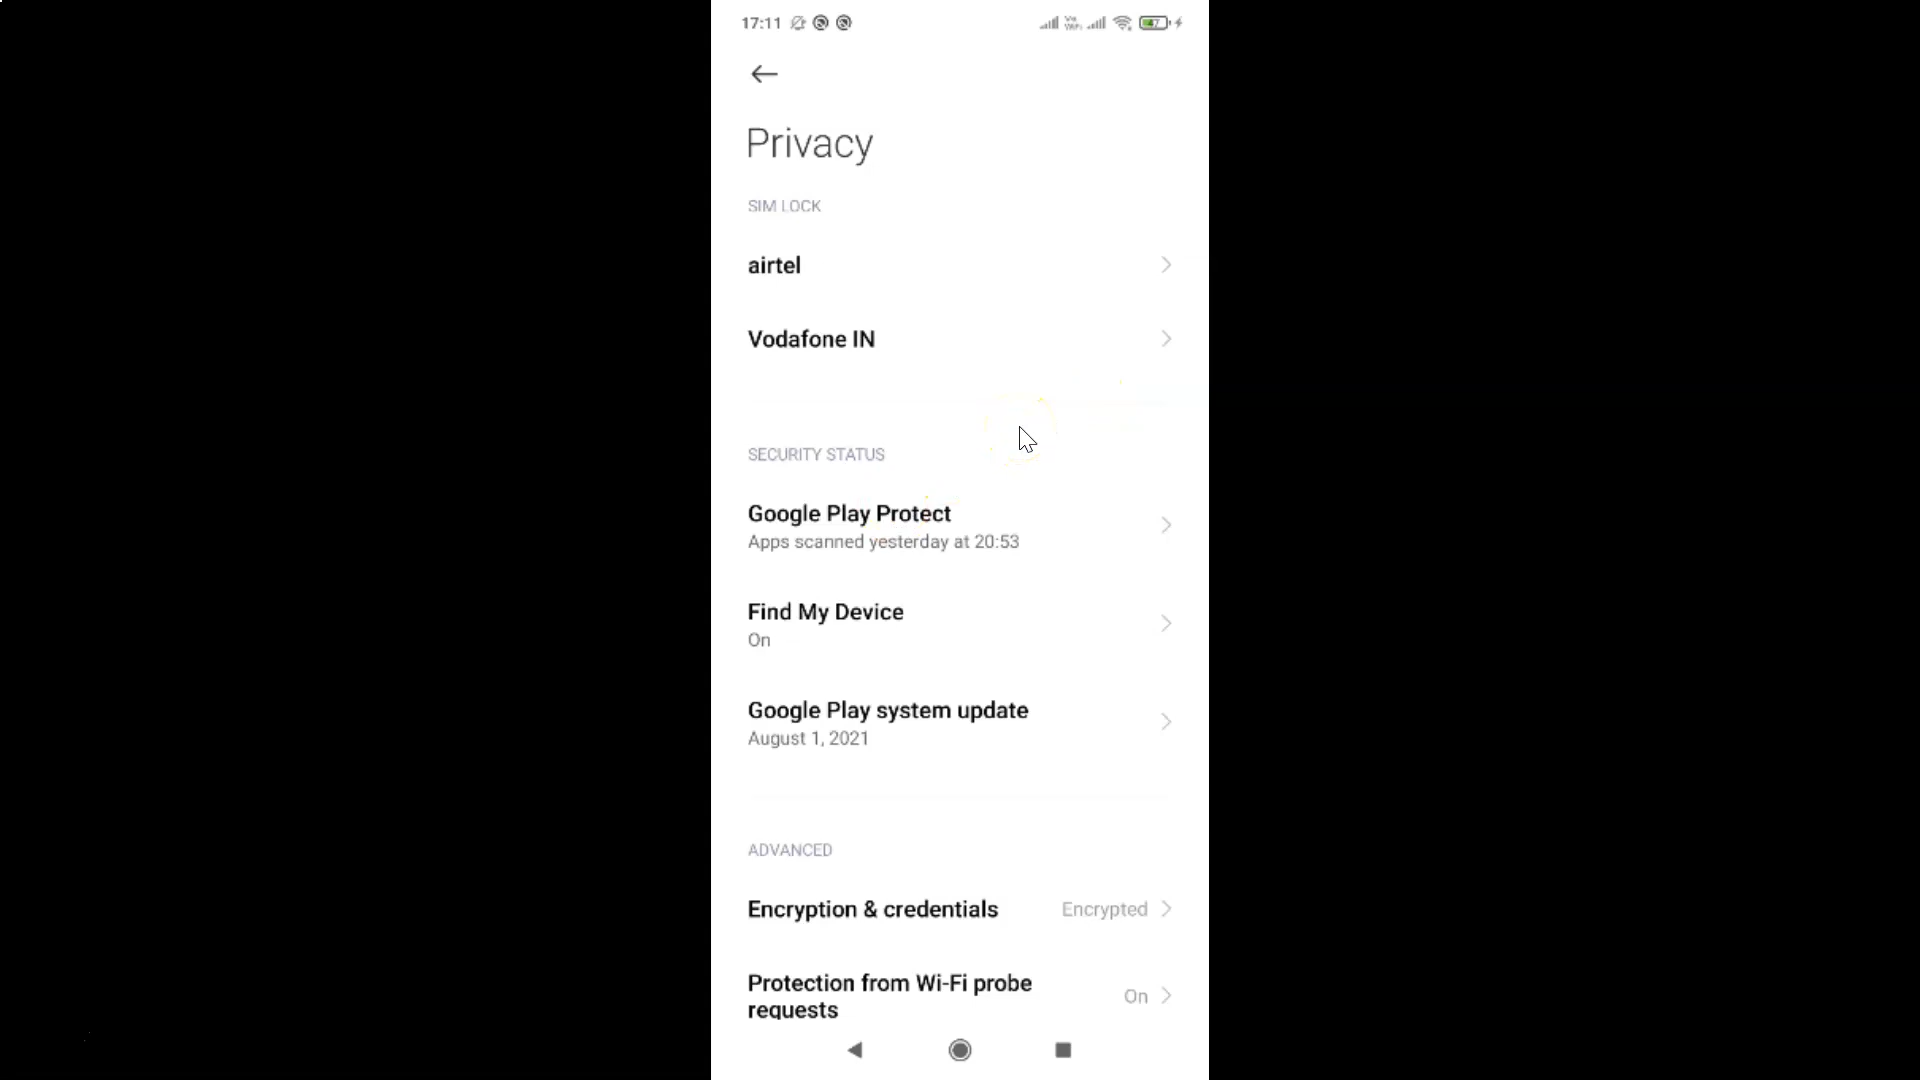 17:11
Privacy
SIM LOCK
airtel
Vodafone IN
SECURITY STATUS
Google Play Protect
Apps scanned yesterday at 20:53
Find My Device
On
Google Play system update
August 1, 2021
ADVANCED
Encryption & credentials
Encrypted
Protection from Wi-Fi probe
requests
On